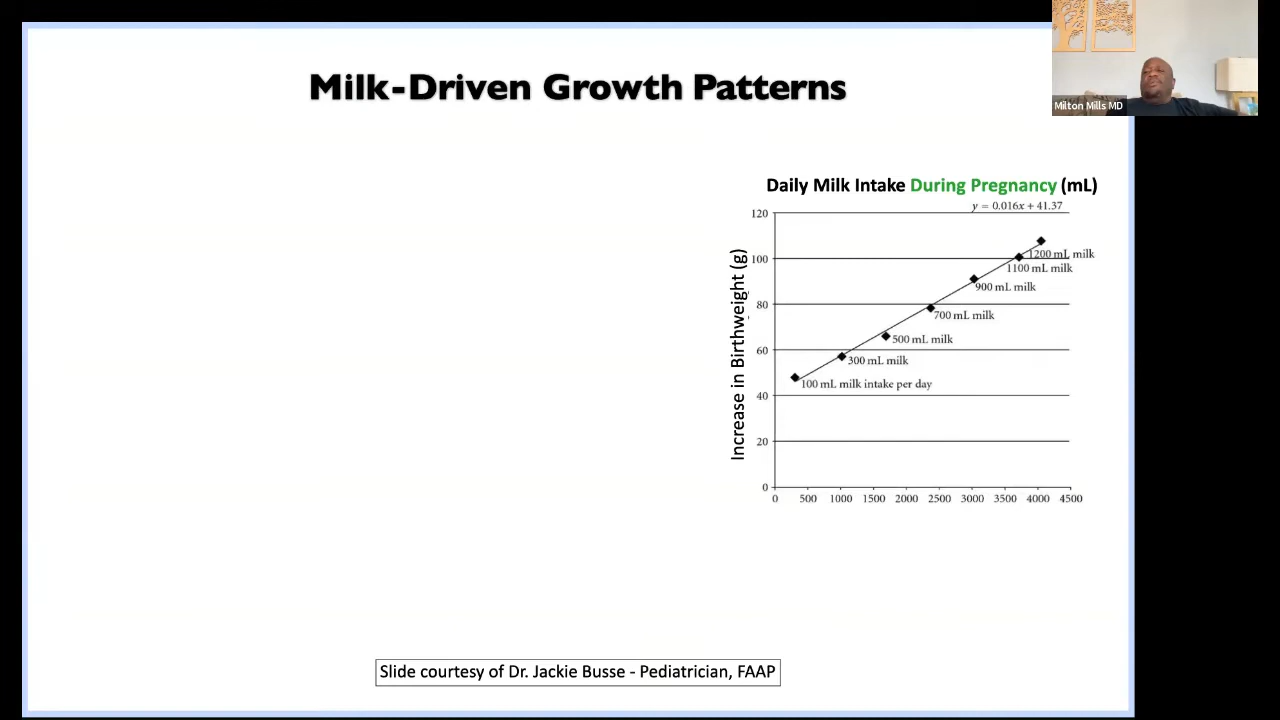 Milton Mills MD
Milk-Driven Growth Patterns
Daily Milk Intake During Pregnancy (mL)
y = 0.016x + 41.37
Increase in Birthweight (g)
120
100
80
60
40
20
0
1200 mL milk
1100 mL milk
900 mL milk
700 mL milk
500 mL milk
300 mL milk
100 mL milk intake per day
0 500 1000 1500 2000 2500 3000 3500 4000 4500
Slide courtesy of Dr. Jackie Busse - Pediatrician, FAAP